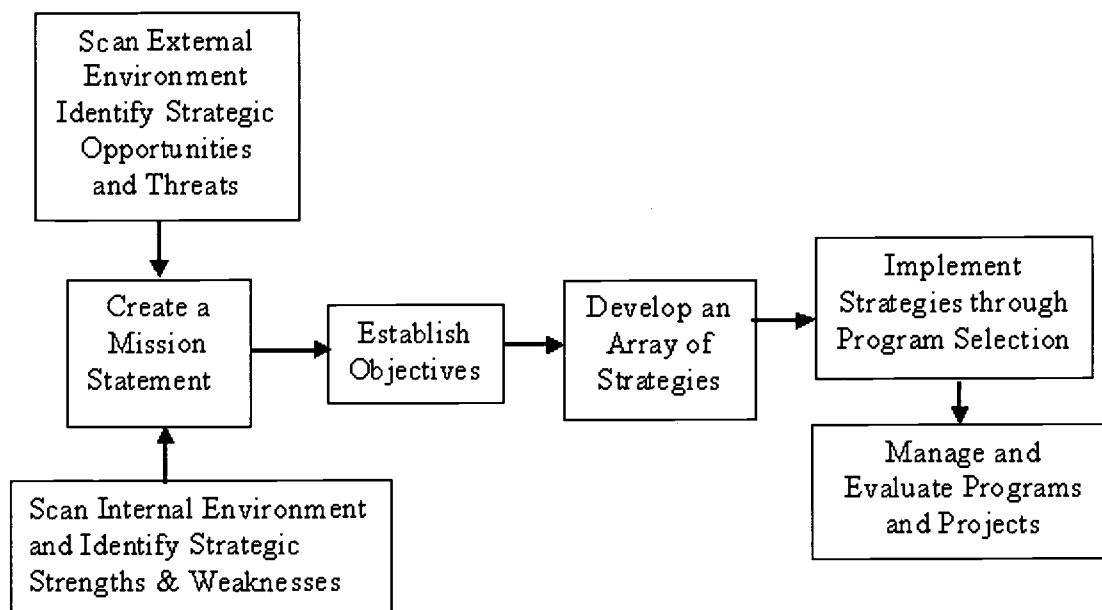 Scan External
Environment
Identify Strategic
Opportunities
and Threats
Create a
Mission
Statement
Scan Internal Environment
and Identify Strategic
Strengths & Weaknesses
Establish
Objectives
Develop an
Array of
Strategies
Implement
Strategies through
Program Selection
Manage and
Evaluate Programs
and Projects